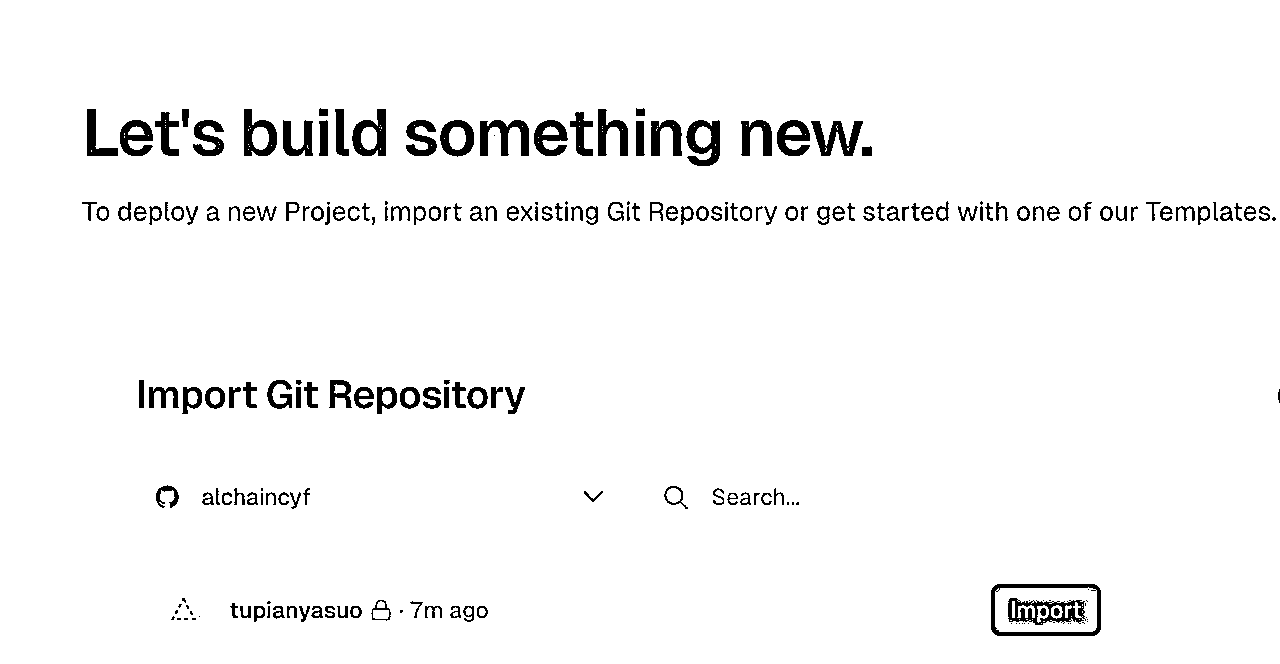 Let's build something new.
To deploy a new Project, import an existing Git Repository or get started with one of our Templates.
Import Git Repository
alchaincyf
Search...
tupianyasuo · 7m ago
Import